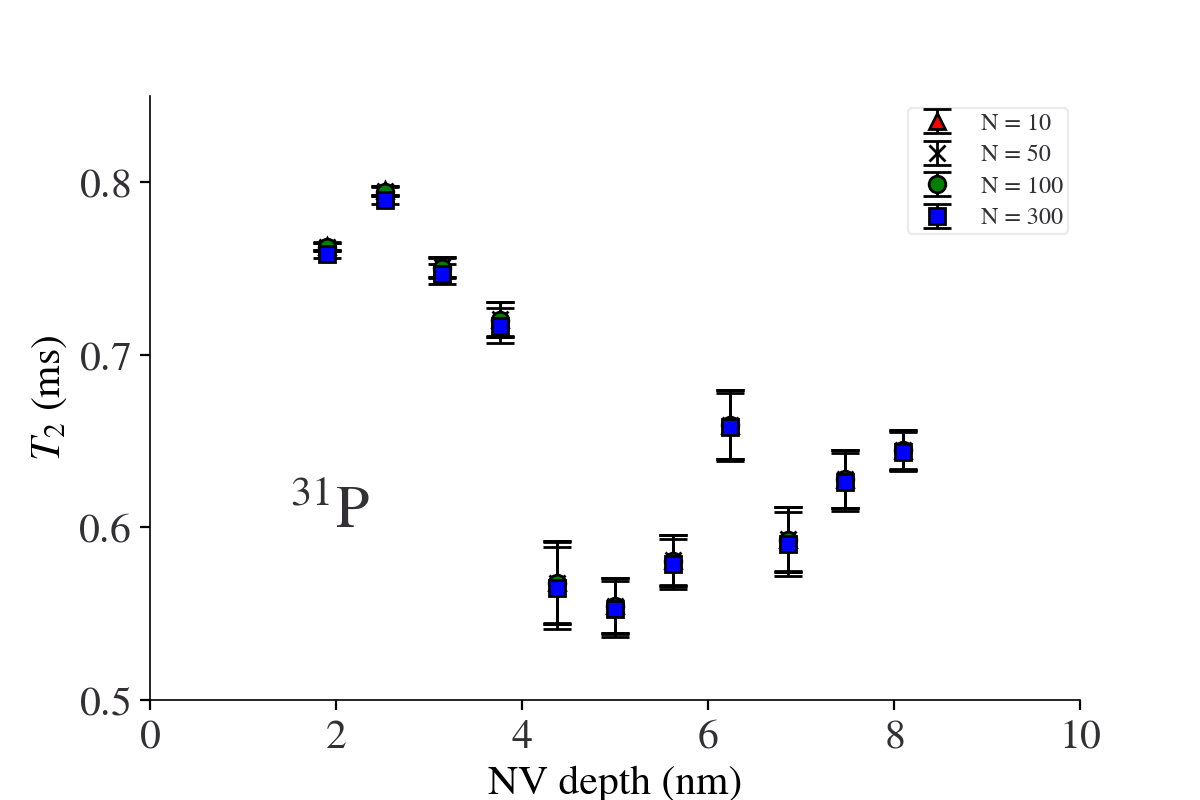 N = 10
N = 50
N = 100
N = 300
0.8
0.7
0.6
0.5
T₂ (ms)
³¹P
0 2 4 6 8 10
NV depth (nm)